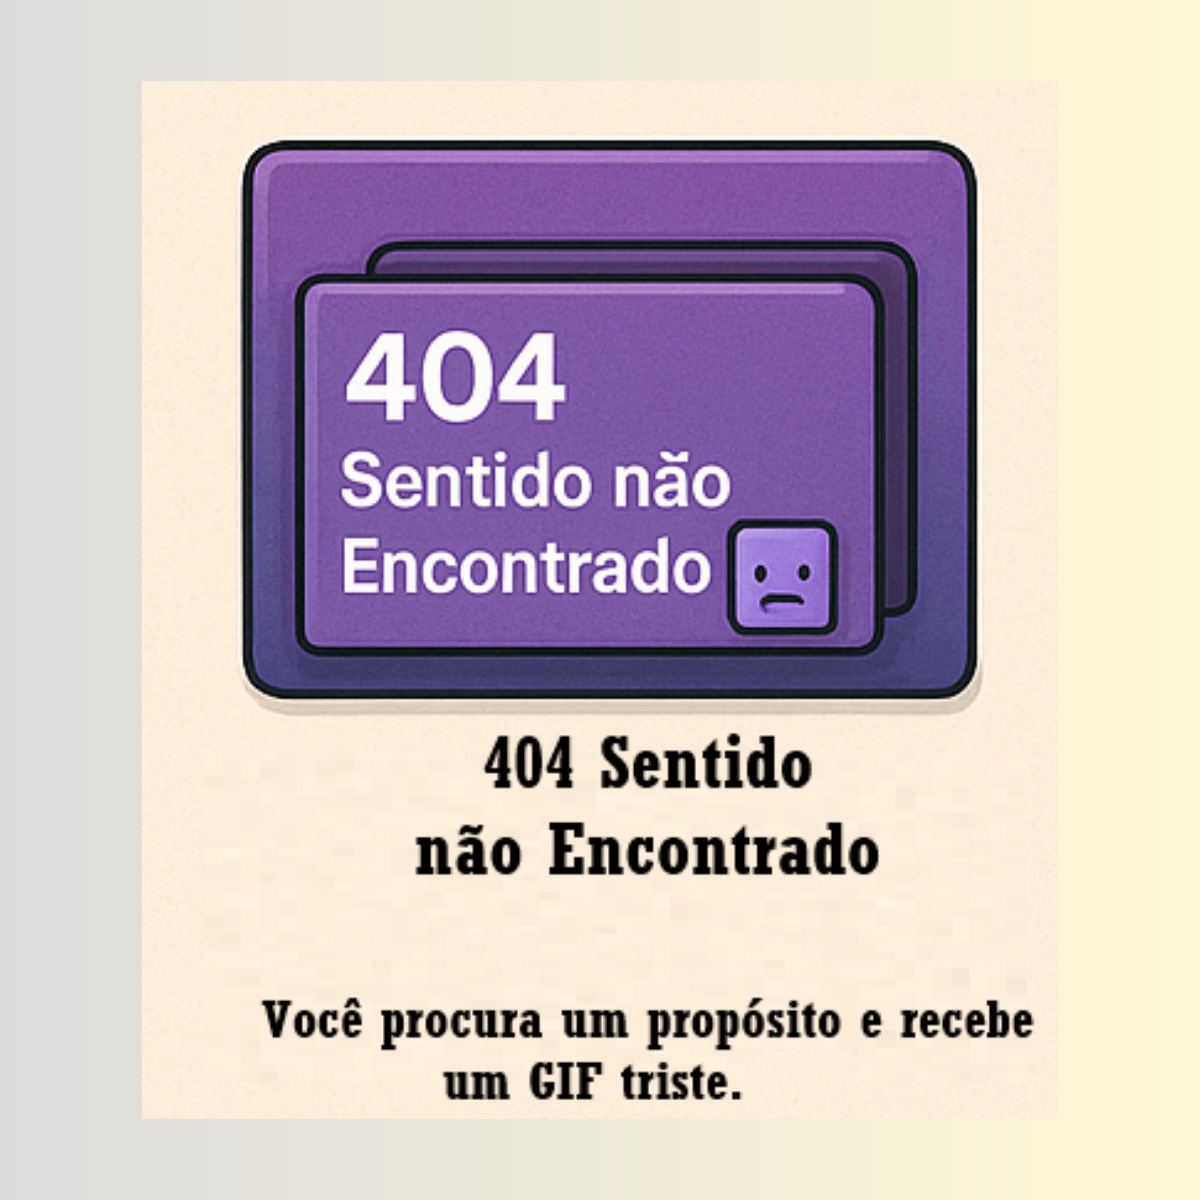 404
Sentido não
Encontrado
404 Sentido
não Encontrado
Você procura um propósito e recebe
um GIF triste.